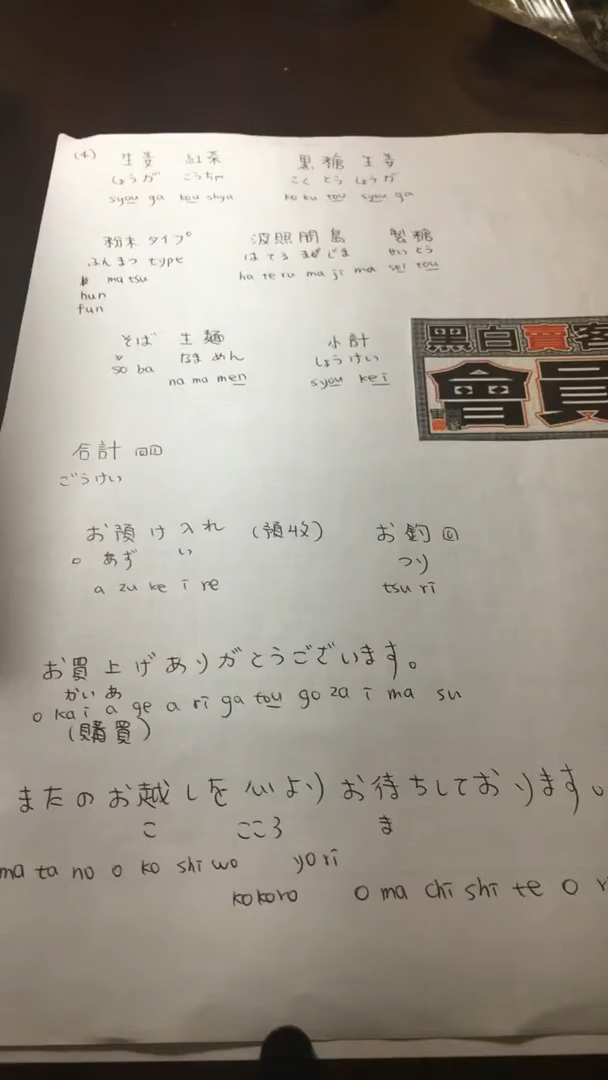 (4) 生姜 紅茶 黒糖 生姜
しょうが こうちゃ こくとう しょうが
syou ga kou shya ko ku tou syou ga
粉末タイプ 波照間島 製糖
ふんまつ type はてるまじま せいとう
ma tsu ha te ru ma ji ma sei tou
hun
fun
そば 生麺 小計
なまめん しょうけい
so ba na ma men syou kei
黑白賣客
會員
合計
ごうけい
お預け入れ (預收) お釣
o あず い つり
a zu ke i re tsu ri
お買上げありがとうございます。
かい あ
o kai a ge a ri ga tou go za i ma su
(購買)
またのお越しを心よりお待ちしております。
こ こころ ま
ma ta no o ko shi wo yo ri
kokoro o ma chi shi te o